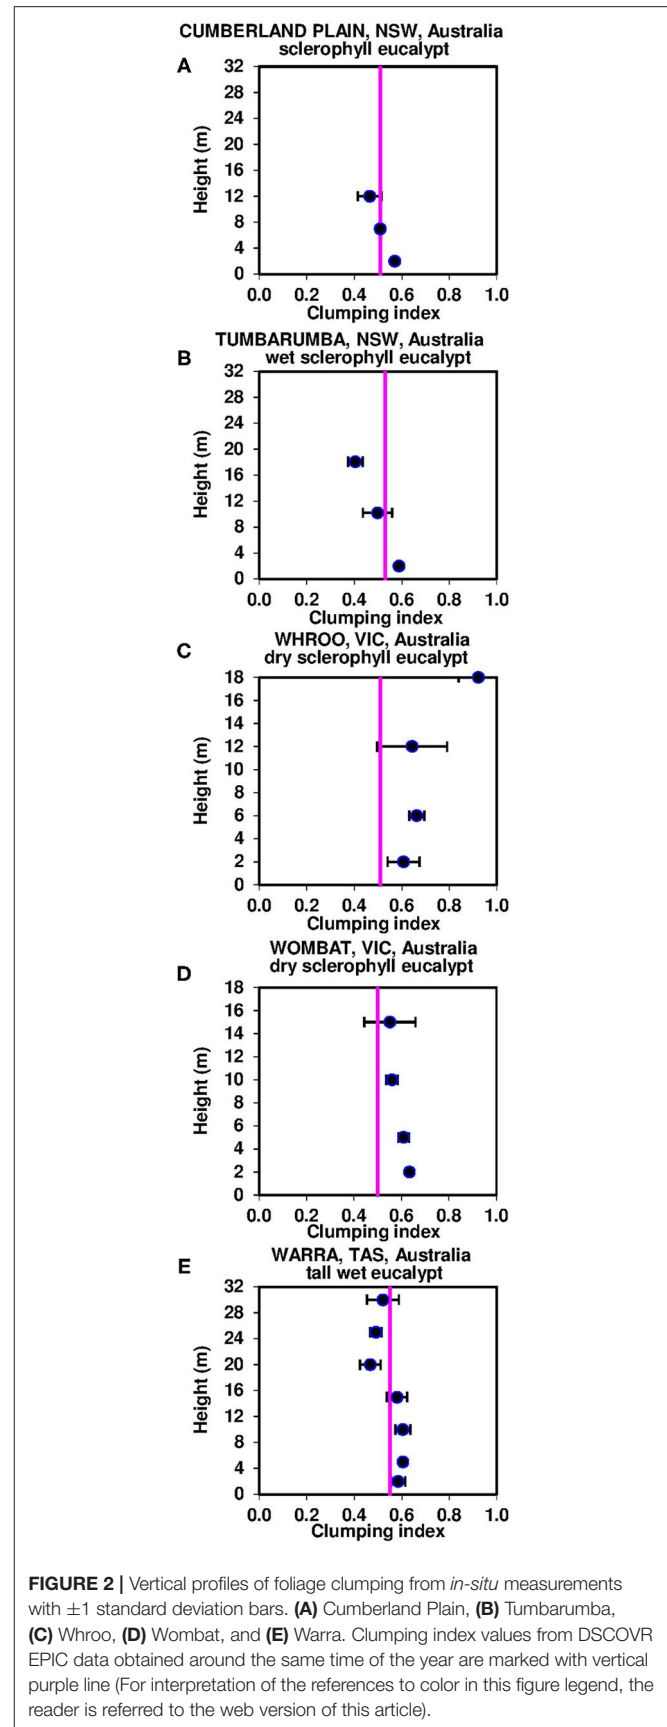 CUMBERLAND PLAIN, NSW, Australia
sclerophyll eucalypt
A
32
28
24
20
16
12
8
4
0
Height (m)
0.0 0.2 0.4 0.6 0.8 1.0
Clumping index
TUMBARUMBA, NSW, Australia
wet sclerophyll eucalypt
B
32
28
24
20
16
12
8
4
0
Height (m)
0.0 0.2 0.4 0.6 0.8 1.0
Clumping index
WHROO, VIC, Australia
dry sclerophyll eucalypt
C
18
16
14
12
10
8
6
4
2
0
Height (m)
0.0 0.2 0.4 0.6 0.8 1.0
Clumping index
WOMBAT, VIC, Australia
dry sclerophyll eucalypt
D
18
16
14
12
10
8
6
4
2
0
Height (m)
0.0 0.2 0.4 0.6 0.8 1.0
Clumping index
WARRA, TAS, Australia
tall wet eucalypt
E
32
28
24
20
16
12
8
4
0
Height (m)
0.0 0.2 0.4 0.6 0.8 1.0
Clumping index
FIGURE 2 | Vertical profiles of foliage clumping from in-situ measurements
with ±1 standard deviation bars. (A) Cumberland Plain, (B) Tumbarumba,
(C) Whroo, (D) Wombat, and (E) Warra. Clumping index values from DSCOVR
EPIC data obtained around the same time of the year are marked with vertical
purple line (For interpretation of the references to color in this figure legend, the
reader is referred to the web version of this article).